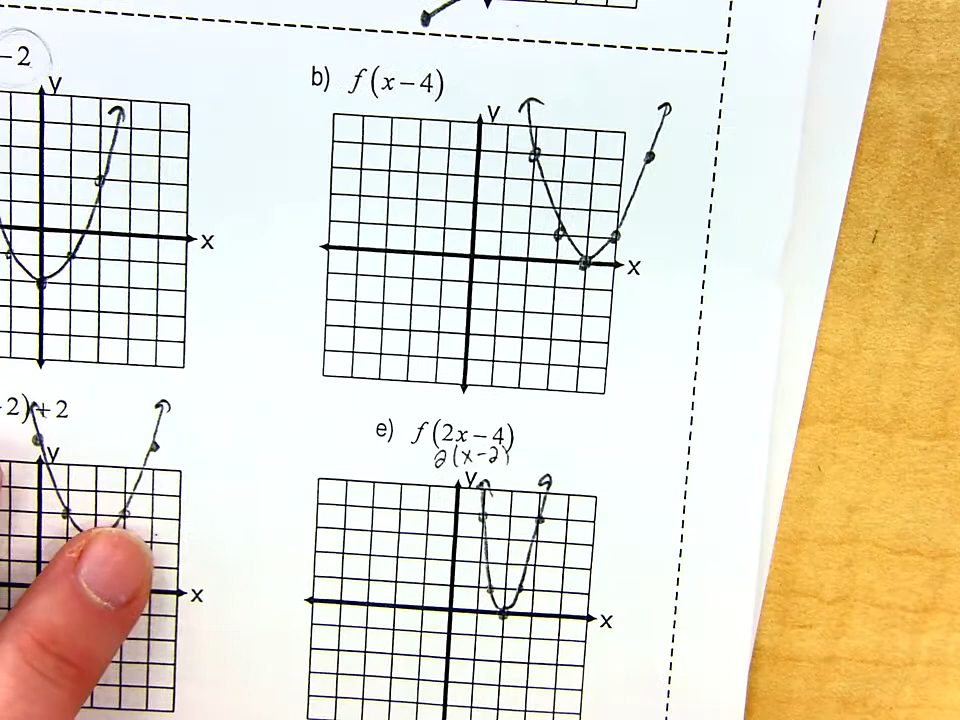 −2
y
x
b) f(x−4)
y
x
2)+2
y
x
e) f(2x−4)
2(x−2)
y
x